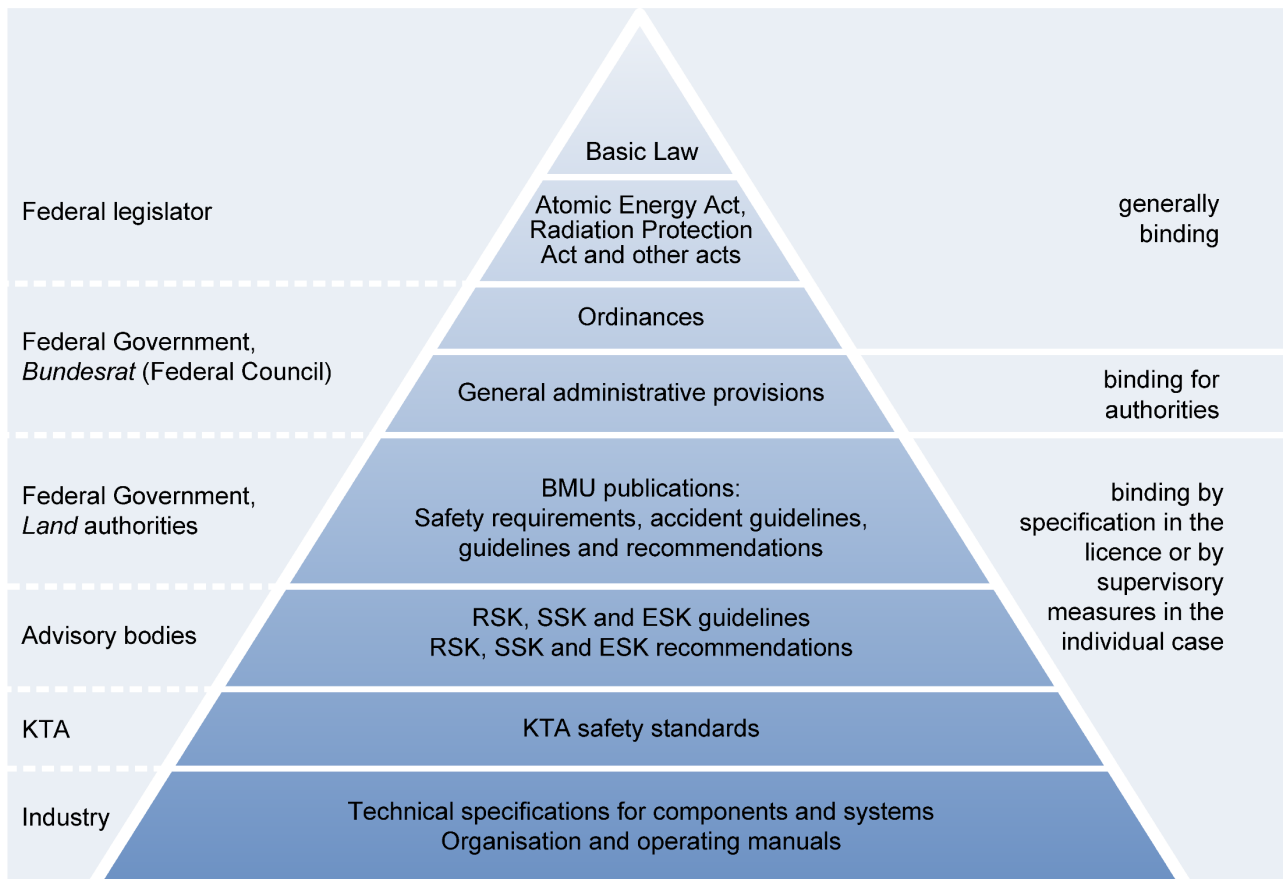 Basic Law
Federal legislator
Atomic Energy Act,
Radiation Protection
Act and other acts
generally
binding
Ordinances
Federal Government,
Bundesrat (Federal Council)
General administrative provisions
binding for
authorities
Federal Government,
Land authorities
BMU publications:
Safety requirements, accident guidelines,
guidelines and recommendations
binding by
specification in the
licence or by
supervisory
measures in the
individual case
Advisory bodies
RSK, SSK and ESK guidelines
RSK, SSK and ESK recommendations
KTA
KTA safety standards
Industry
Technical specifications for components and systems
Organisation and operating manuals